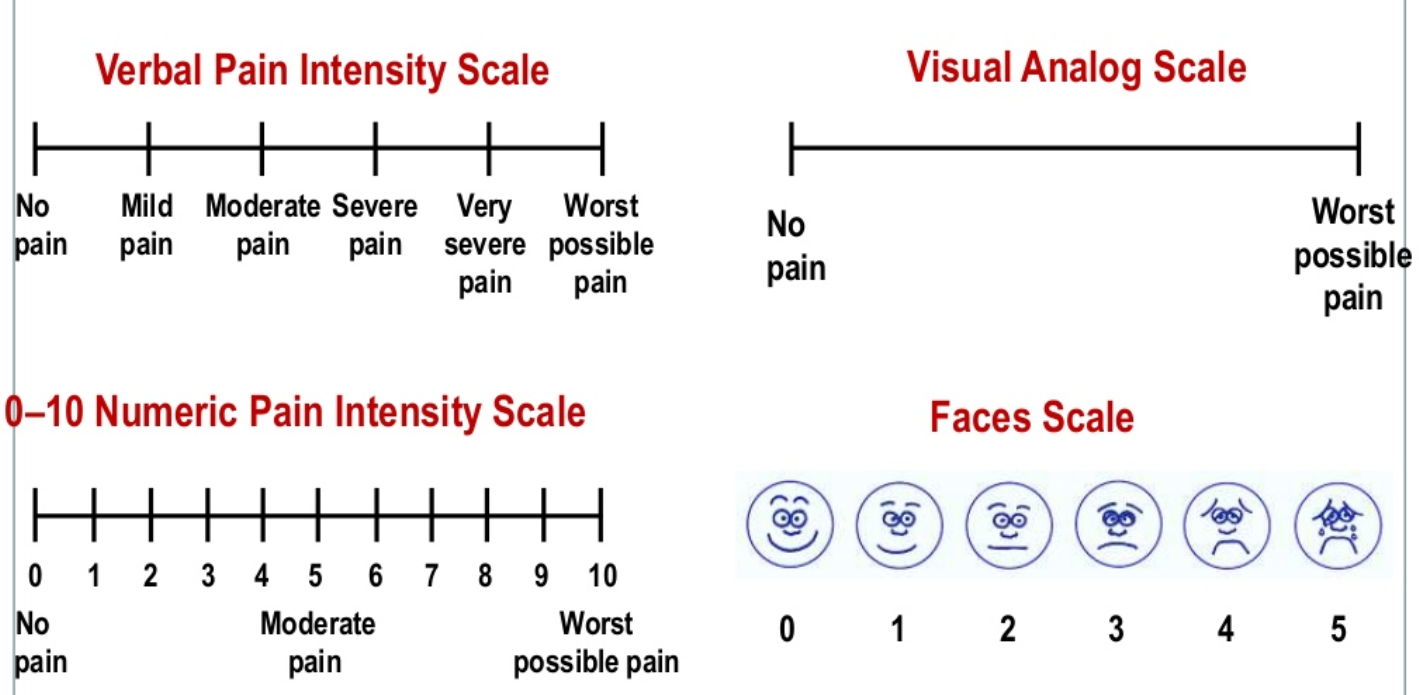 Verbal Pain Intensity Scale
No Mild Moderate Severe Very Worst
pain pain pain pain severe possible
pain pain
Visual Analog Scale
No
pain
Worst
possible
pain
0–10 Numeric Pain Intensity Scale
0 1 2 3 4 5 6 7 8 9 10
No Moderate Worst
pain pain possible pain
Faces Scale
0 1 2 3 4 5